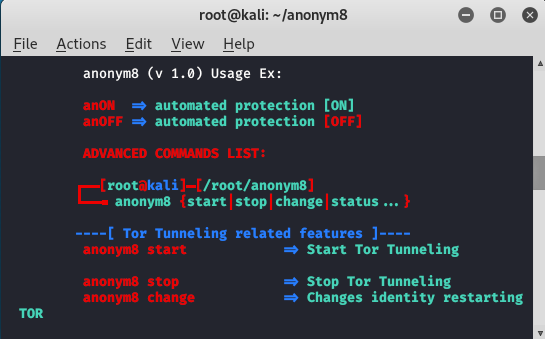 root@kali: ~/anonym8
File Actions Edit View Help
anonym8 (v 1.0) Usage Ex:
anON => automated protection [ON]
anOFF => automated protection [OFF]
ADVANCED COMMANDS LIST:
┌──[root@kali]─[/root/anonym8]
└──╼ anonym8 {start|stop|change|status...}
----[ Tor Tunneling related features ]----
anonym8 start => Start Tor Tunneling
anonym8 stop => Stop Tor Tunneling
anonym8 change => Changes identity restarting
TOR